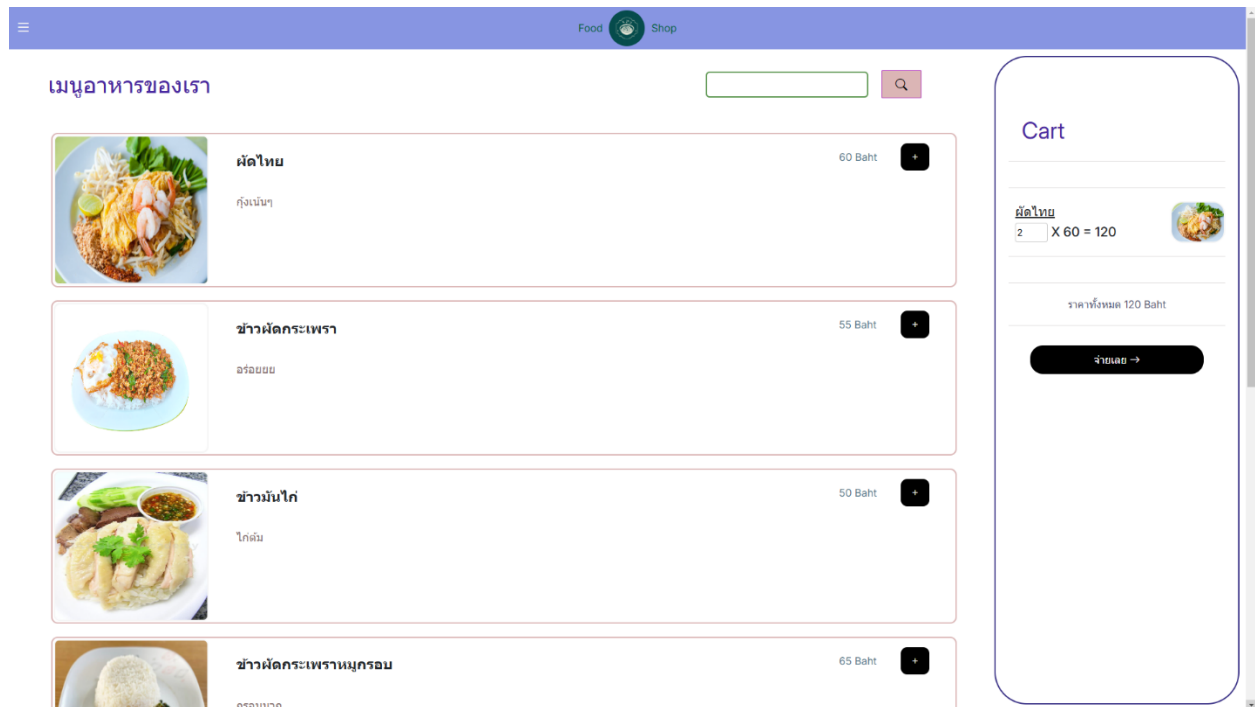 Food Shop
เมนูอาหารของเรา
ผัดไทย
60 Baht
+
กุ้งเน้นๆ
ข้าวผัดกระเพรา
55 Baht
+
อร่อยยย
ข้าวมันไก่
50 Baht
+
ไก่ต้ม
ข้าวผัดกระเพราหมูกรอบ
65 Baht
+
Cart
ผัดไทย
2 X 60 = 120
ราคาทั้งหมด 120 Baht
จ่ายเลย →